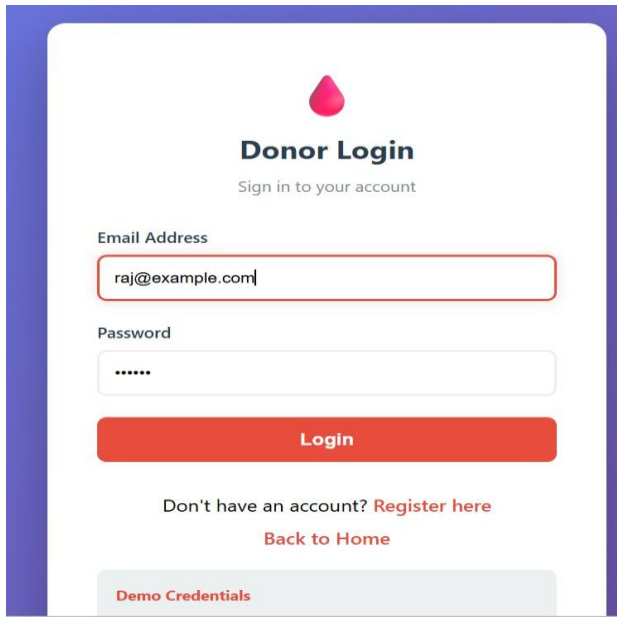 Donor Login
Sign in to your account
Email Address
raj@example.com
Password
••••••
Login
Don't have an account? Register here
Back to Home
Demo Credentials